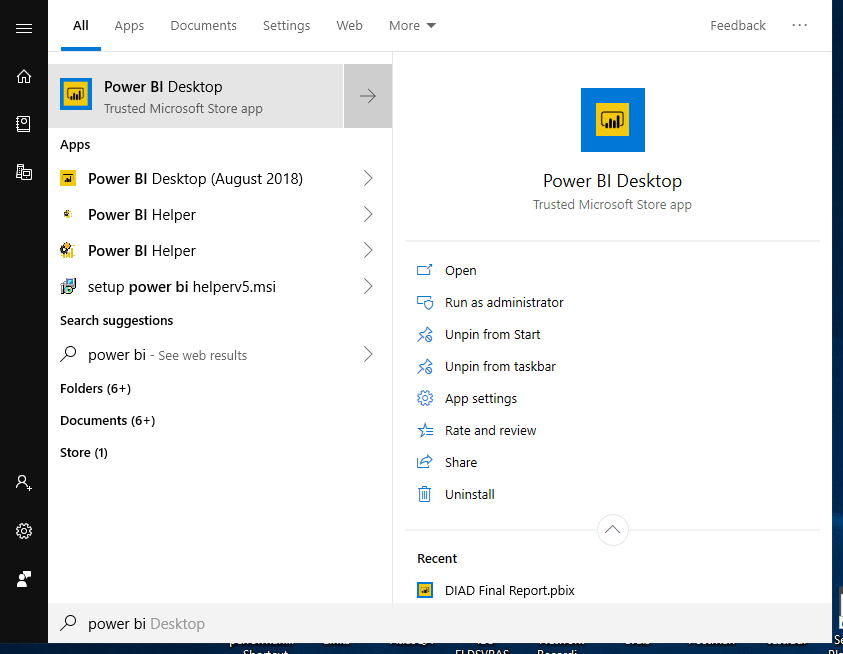 All Apps Documents Settings Web More Feedback ...
Power BI Desktop
Trusted Microsoft Store app
Apps
Power BI Desktop (August 2018)
Power BI Helper
Power BI Helper
setup power bi helperv5.msi
Search suggestions
power bi - See web results
Folders (6+)
Documents (6+)
Store (1)
Power BI Desktop
Trusted Microsoft Store app
Open
Run as administrator
Unpin from Start
Unpin from taskbar
App settings
Rate and review
Share
Uninstall
Recent
DIAD Final Report.pbix
power bi Desktop